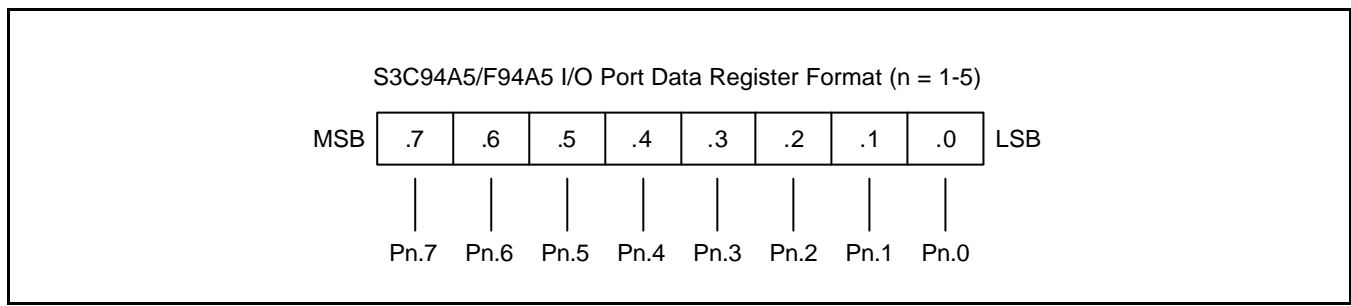 S3C94A5/F94A5 I/O Port Data Register Format (n = 1-5)
MSB .7 .6 .5 .4 .3 .2 .1 .0 LSB
Pn.7 Pn.6 Pn.5 Pn.4 Pn.3 Pn.2 Pn.1 Pn.0